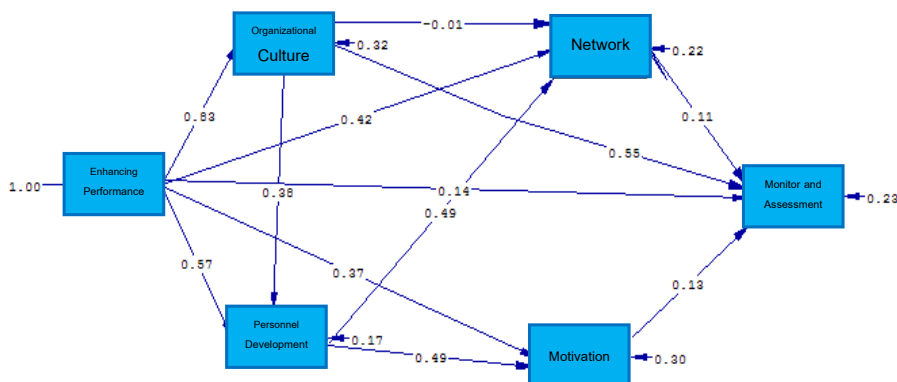 Organizational
Culture
-0.01
Network
0.32
0.22
0.83
0.42
0.11
0.55
Enhancing
Performance
1.00
0.14
Monitor and
Assessment
0.23
0.38
0.49
0.57
0.37
0.13
Personnel
Development
0.17
0.49
Motivation
0.30